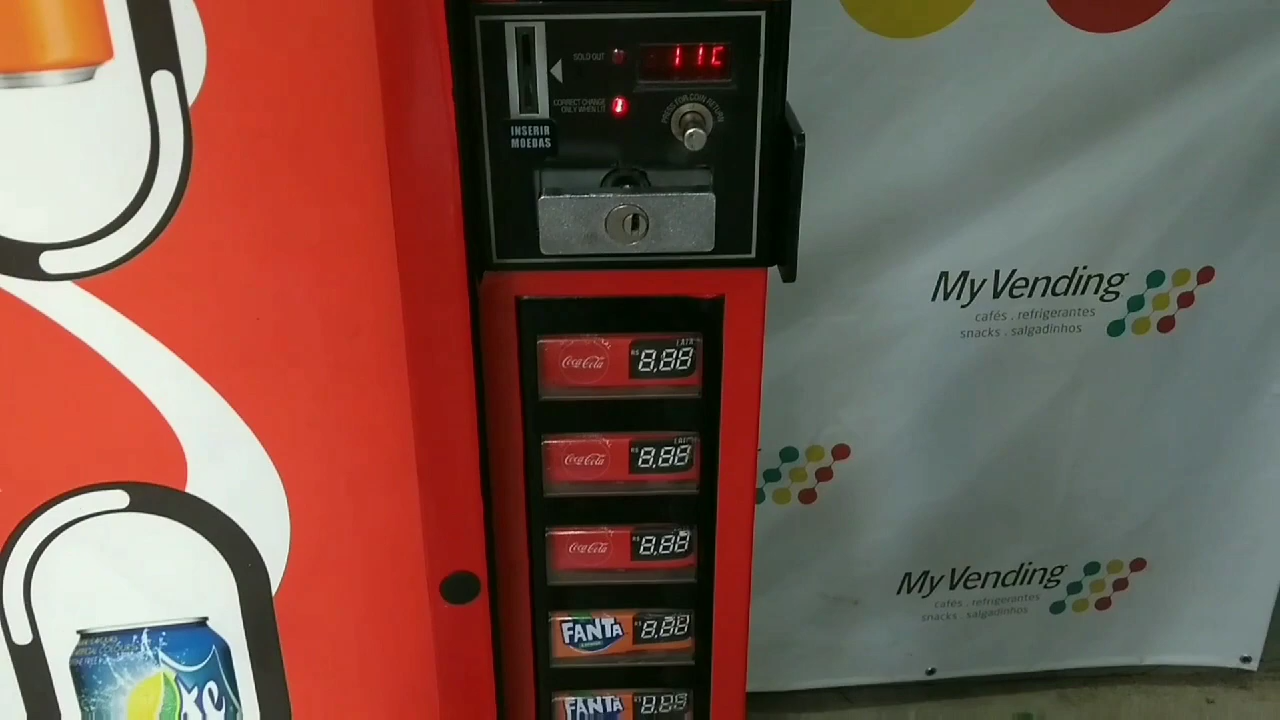 SOLD OUT
11C
CORRECT CHANGE
ONLY WHEN LIT
PRESS FOR COIN RETURN
INSERIR
MOEDAS
My Vending
cafés . refrigerantes
snacks . salgadinhos
Coca-Cola LATA R$ 8,88
Coca-Cola LATA R$ 8,88
Coca-Cola 8,88
FANTA 8,88
FANTA 8,88
My Vending
cafés . refrigerantes
snacks . salgadinhos